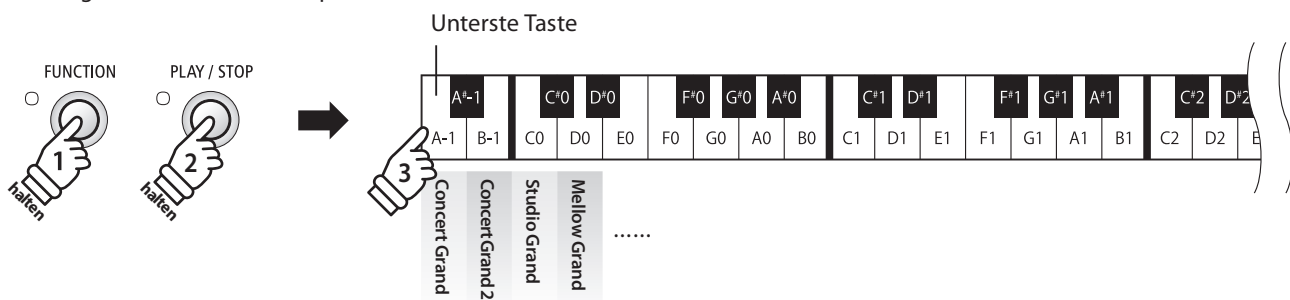 Unterste Taste
FUNCTION PLAY / STOP
A#-1 C#0 D#0 F#0 G#0 A#0 C#1 D#1 F#1 G#1 A#1 C#2 D#2
A-1 B-1 C0 D0 E0 F0 G0 A0 B0 C1 D1 E1 F1 G1 A1 B1 C2 D2 E
1 2 3
halten halten
Concert Grand
Concert Grand 2
Studio Grand
Mellow Grand
......